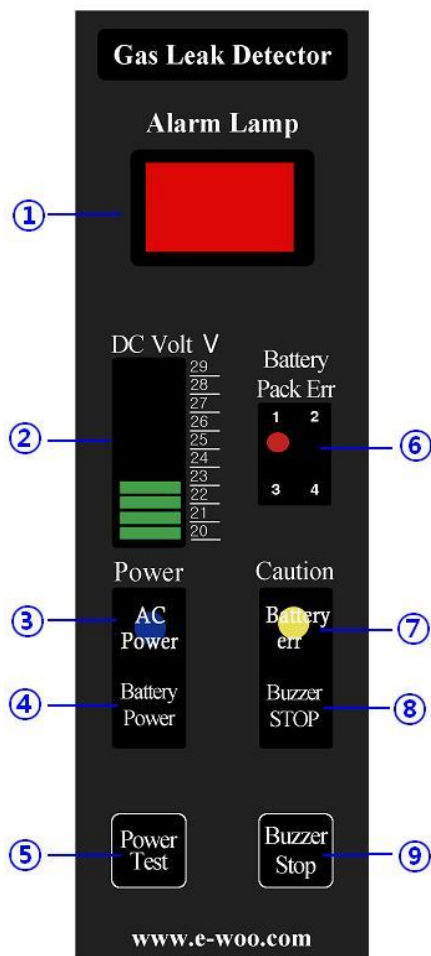 Gas Leak Detector
Alarm Lamp
①
DC Volt V
29
28
27
26
25
24
23
22
21
20
②
Battery
Pack Err
1 2
3 4
⑥
Power
AC
Power
③
Battery
Power
④
Caution
Battery
err
⑦
Buzzer
STOP
⑧
Power
Test
⑤
Buzzer
Stop
⑨
www.e-woo.com